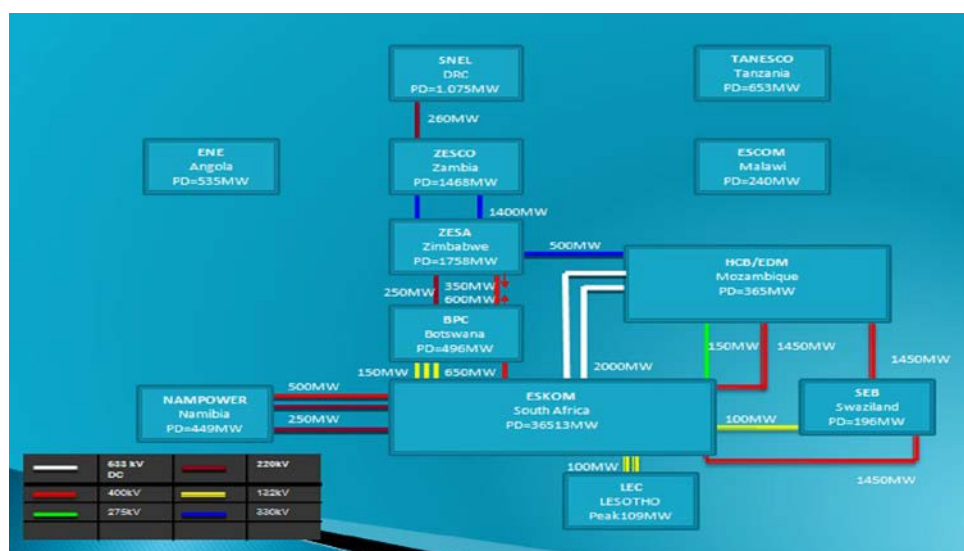 SNEL
DRC
PD=1.075MW
TANESCO
Tanzania
PD=653MW
260MW
ENE
Angola
PD=535MW
ZESCO
Zambia
PD=1468MW
ESCOM
Malawi
PD=240MW
1400MW
ZESA
Zimbabwe
PD=1758MW
500MW
HCB/EDM
Mozambique
PD=365MW
250MW
350MW
600MW
BPC
Botswana
PD=496MW
150MW
650MW
2000MW
150MW
1450MW
1450MW
NAMPOWER
Namibia
PD=449MW
500MW
250MW
ESKOM
South Africa
PD=36513MW
100MW
SEB
Swaziland
PD=196MW
1450MW
100MW
LEC
LESOTHO
Peak109MW
533 kV DC
220kV
400kV
132kV
275kV
330kV